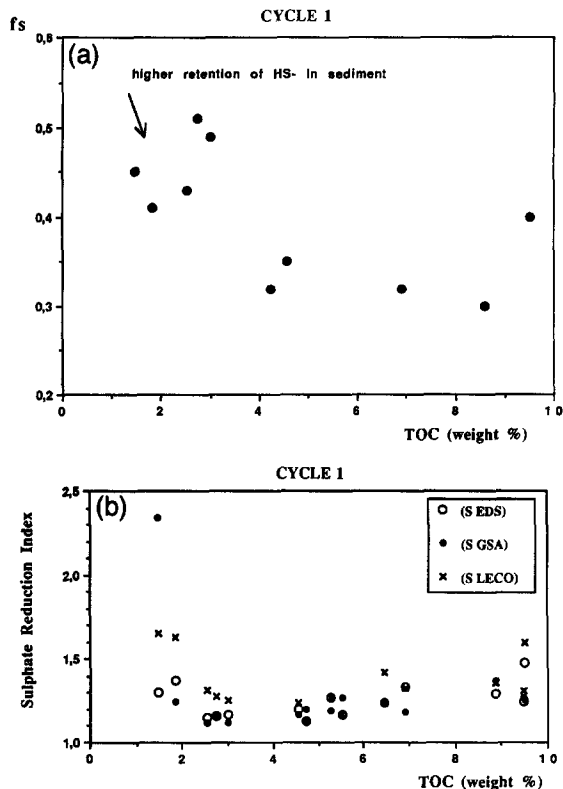 CYCLE 1
fs
0,6
(a)
higher retention of HS- in sediment
0,5
0,4
0,3
0,2
0 2 4 6 8 10
TOC (weight %)
CYCLE 1
2,5
(b)
(S EDS)
(S GSA)
(S LECO)
Sulphate Reduction Index
2,0
1,5
1,0
0 2 4 6 8 10
TOC (weight %)